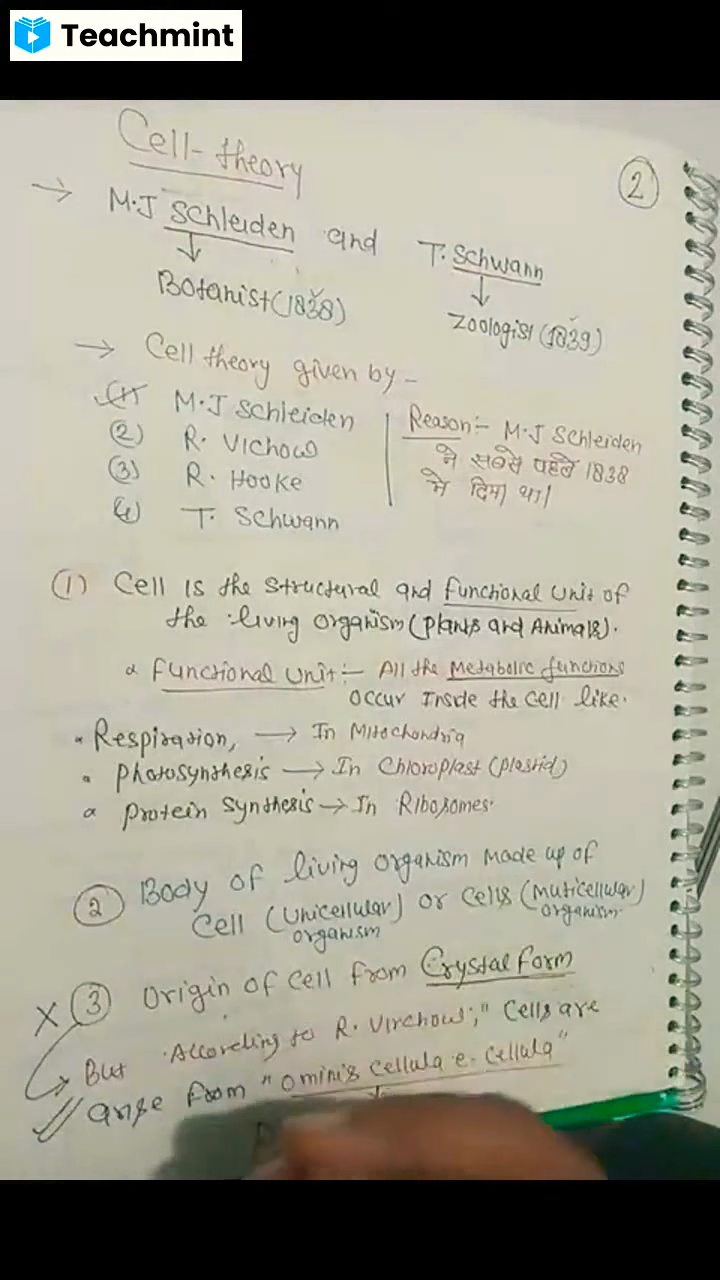 Teachmint
Cell-theory
2
→ M.J Schleiden and T. Schwann
↓ ↓
Botanist (1838) Zoologist (1839)
→ Cell theory given by -
(1) M.J Schleiden
(2) R. Vichow
(3) R. Hooke
(4) T. Schwann
Reason:- M.J Schleiden
ने सबसे पहले 1838
मे दिया था।
(1) Cell is the structural and Functional unit of
the living organism (plants and Animals).
Functional unit:- All the Metabolic functions
occur inside the cell like.
Respiration, → In Mitochondria
Photosynthesis → In Chloroplast (plastid)
Protein Synthesis → In Ribosomes.
2 Body of living organism Made up of
Cell (Unicellular) or Cells (Muticellular)
organism organism
X 3 Origin of cell from Crystal Form
But According to R. Virchow, "Cells are
arise from "Ominis cellula e-cellula"